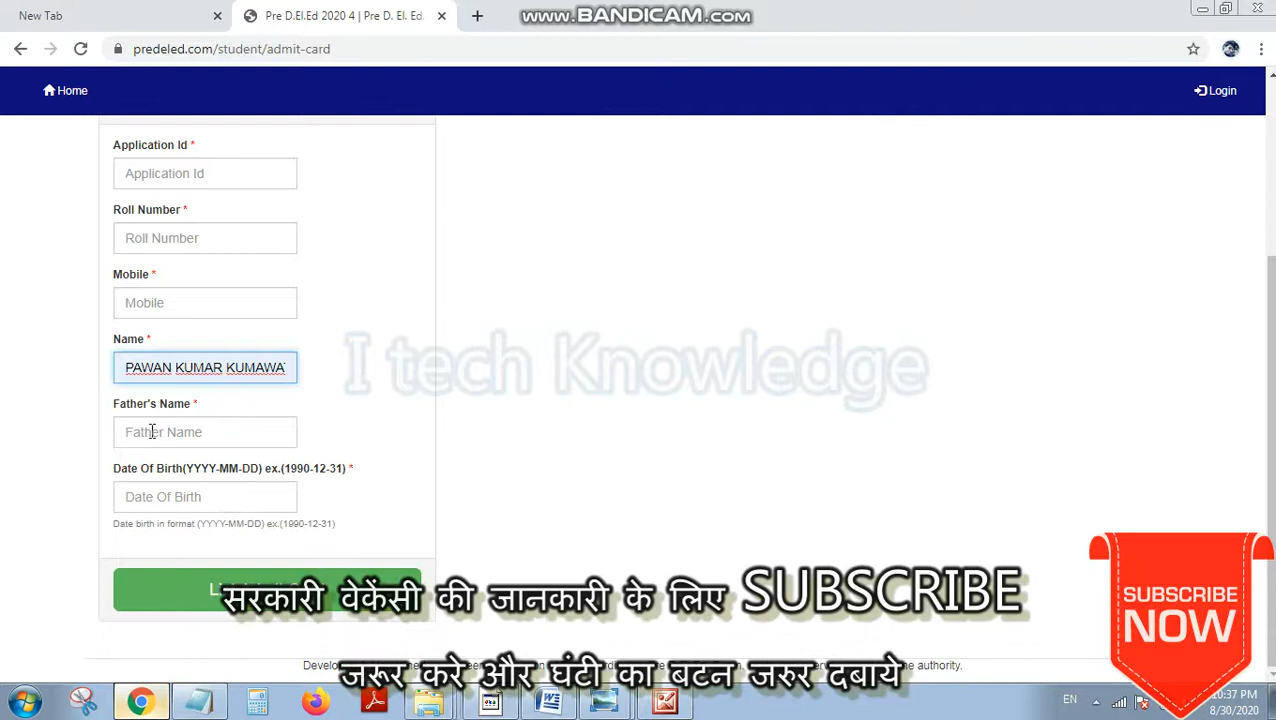 New Tab
Pre D.El.Ed 2020 4 | Pre D. El. Ed.
www.BANDICAM.com
predeled.com/student/admit-card
Home
Login
Application Id *
Application Id
Roll Number *
Roll Number
Mobile *
Mobile
Name *
PAWAN KUMAR KUMAWA
I tech Knowledge
Father's Name *
Father Name
Date Of Birth(YYYY-MM-DD) ex.(1990-12-31) *
Date Of Birth
Date birth in format (YYYY-MM-DD) ex.(1990-12-31)
सरकारी वेकेंसी की जानकारी के लिए SUBSCRIBE
SUBSCRIBE
NOW
authority.
जरूर करे और घंटी का बटन जरुर दबाये
EN
10:37 PM
8/30/2020